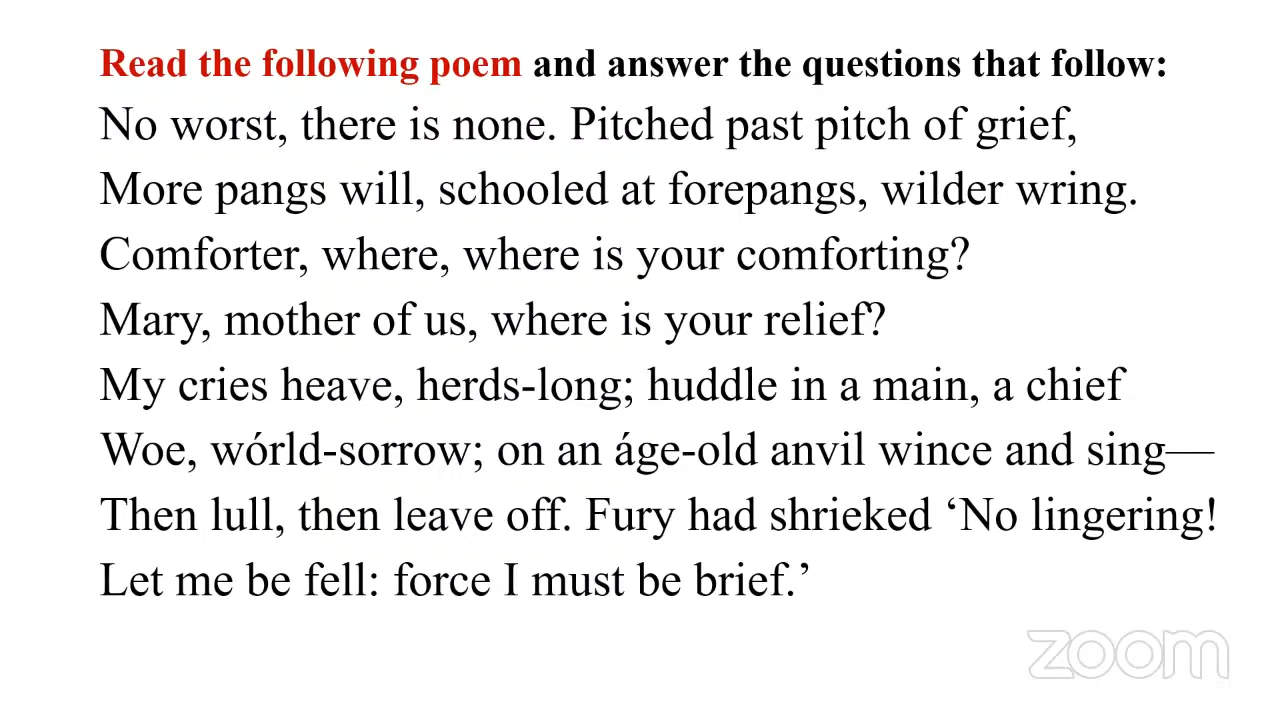 Read the following poem and answer the questions that follow:
No worst, there is none. Pitched past pitch of grief,
More pangs will, schooled at forepangs, wilder wring.
Comforter, where, where is your comforting?
Mary, mother of us, where is your relief?
My cries heave, herds-long; huddle in a main, a chief
Woe, wórld-sorrow; on an áge-old anvil wince and sing—
Then lull, then leave off. Fury had shrieked ‘No lingering!
Let me be fell: force I must be brief.’
zoom